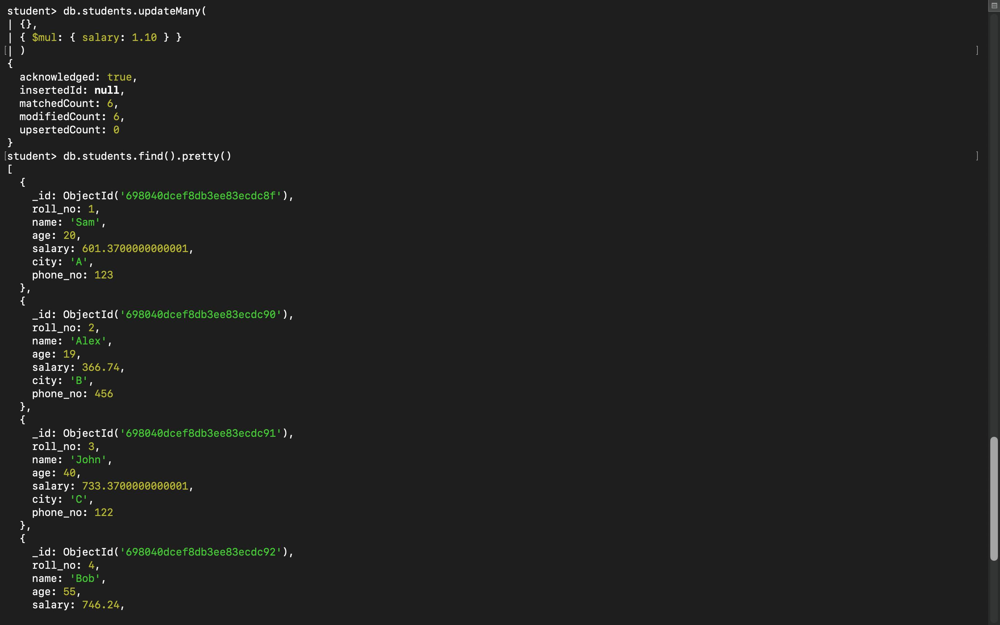 student> db.students.updateMany(
| {},
| { $mul: { salary: 1.10 } }
[| ) ]
{
  acknowledged: true,
  insertedId: null,
  matchedCount: 6,
  modifiedCount: 6,
  upsertedCount: 0
}
[student> db.students.find().pretty() ]
[
  {
    _id: ObjectId('698040dcef8db3ee83ecdc8f'),
    roll_no: 1,
    name: 'Sam',
    age: 20,
    salary: 601.3700000000001,
    city: 'A',
    phone_no: 123
  },
  {
    _id: ObjectId('698040dcef8db3ee83ecdc90'),
    roll_no: 2,
    name: 'Alex',
    age: 19,
    salary: 366.74,
    city: 'B',
    phone_no: 456
  },
  {
    _id: ObjectId('698040dcef8db3ee83ecdc91'),
    roll_no: 3,
    name: 'John',
    age: 40,
    salary: 733.3700000000001,
    city: 'C',
    phone_no: 122
  },
  {
    _id: ObjectId('698040dcef8db3ee83ecdc92'),
    roll_no: 4,
    name: 'Bob',
    age: 55,
    salary: 746.24,